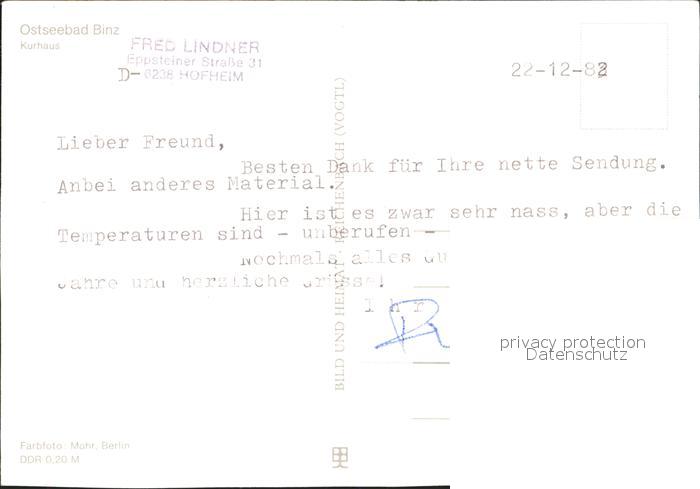 Ostseebad Binz
Kurhaus
FRED LINDNER
Eppsteiner Straße 31
D- 6238 HOFHEIM
22-12-82
Lieber Freund,
Besten Dank für Ihre nette Sendung.
Anbei anderes Material.
Hier ist es zwar sehr nass, aber die
Temperaturen sind - unberufen -
Nochmals alles
Jahre und herzliche Grüsse!
Ihr
BILD UND HEIMAT REICHENBACH (VOGTL)
privacy protection
Datenschutz
Farbfoto: Mohr, Berlin
DDR 0,20 M